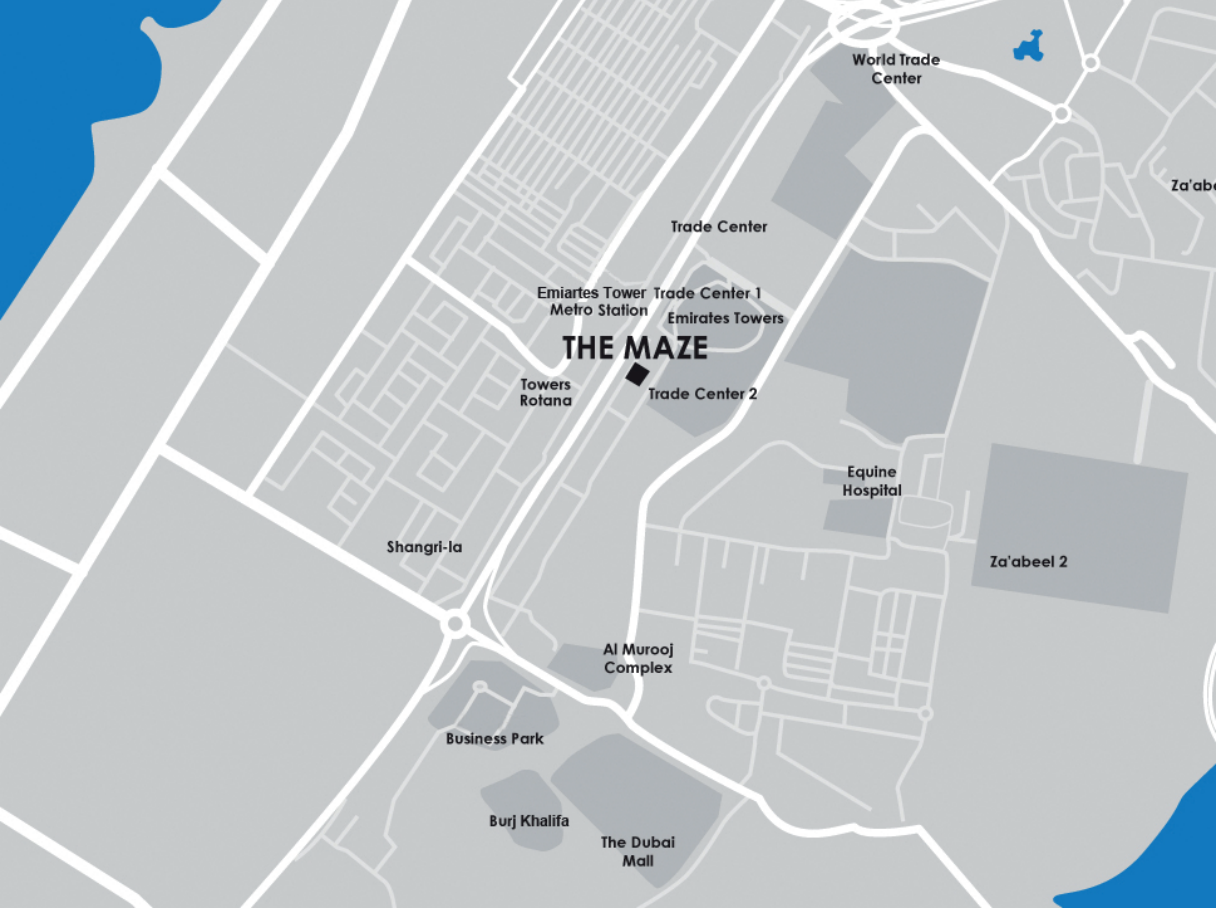 World Trade
Center
Za'abe
Trade Center
Emiartes Tower
Metro Station
Trade Center 1
Emirates Towers
THE MAZE
Towers
Rotana
Trade Center 2
Equine
Hospital
Shangri-la
Za'abeel 2
Al Murooj
Complex
Business Park
Burj Khalifa
The Dubai
Mall